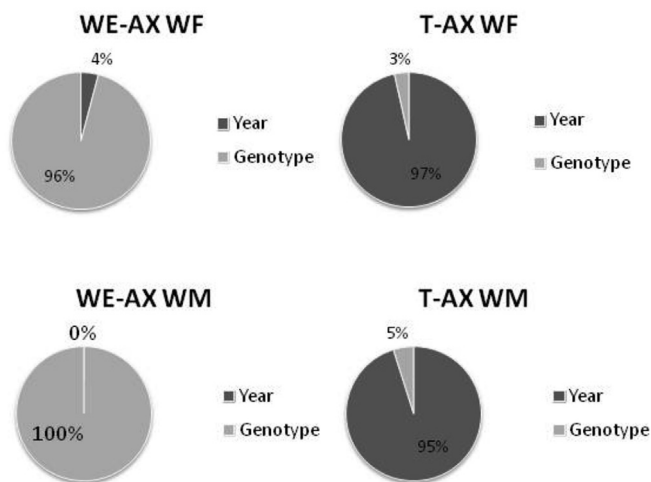 WE-AX WF
4%
96%
Year
Genotype
T-AX WF
3%
97%
Year
Genotype
WE-AX WM
0%
100%
Year
Genotype
T-AX WM
5%
95%
Year
Genotype